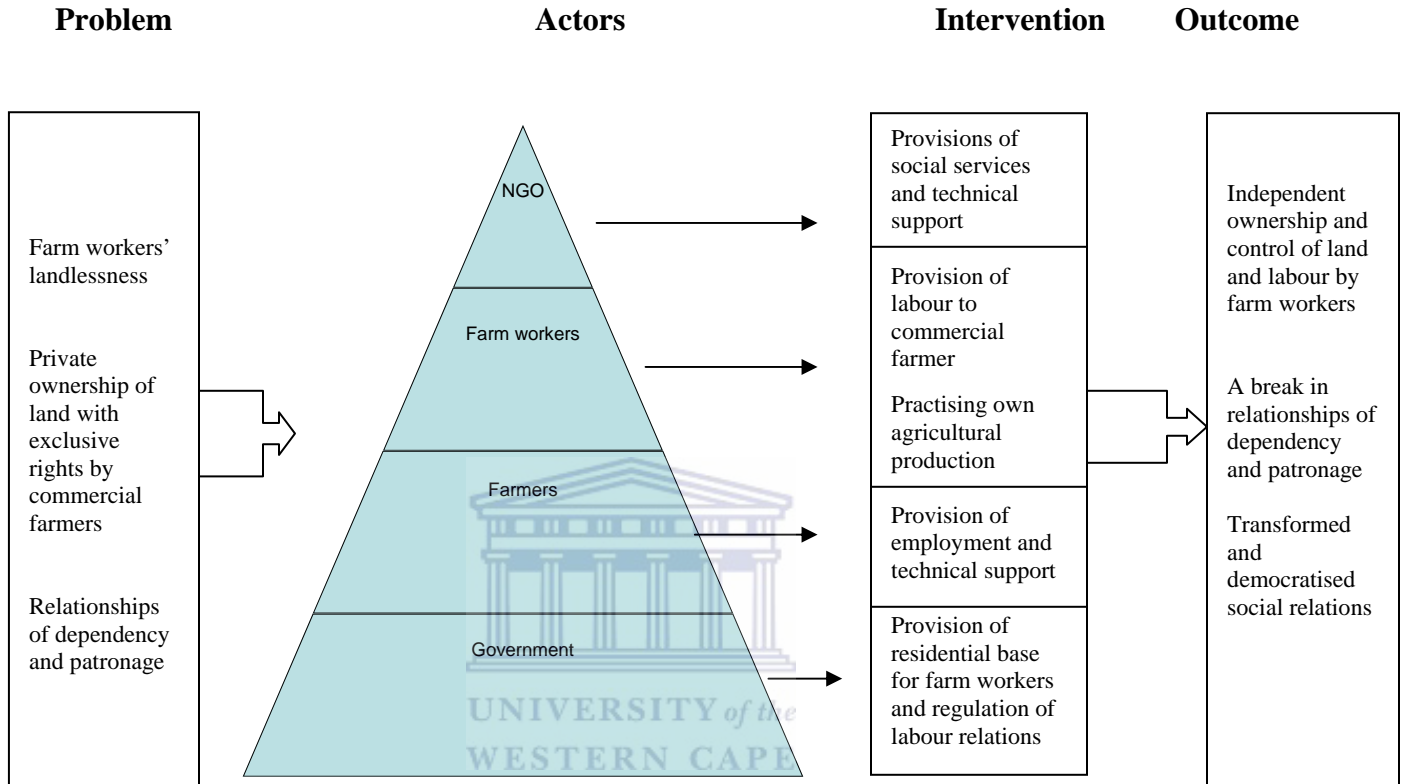 Problem
Actors
Intervention
Outcome
Farm workers’
landlessness
Private
ownership of
land with
exclusive
rights by
commercial
farmers
Relationships
of dependency
and patronage
NGO
Farm workers
Farmers
Government
UNIVERSITY of the
WESTERN CAPE
Provisions of
social services
and technical
support
Provision of
labour to
commercial
farmer
Practising own
agricultural
production
Provision of
employment and
technical support
Provision of
residential base
for farm workers
and regulation of
labour relations
Independent
ownership and
control of land
and labour by
farm workers
A break in
relationships of
dependency
and patronage
Transformed
and
democratised
social relations